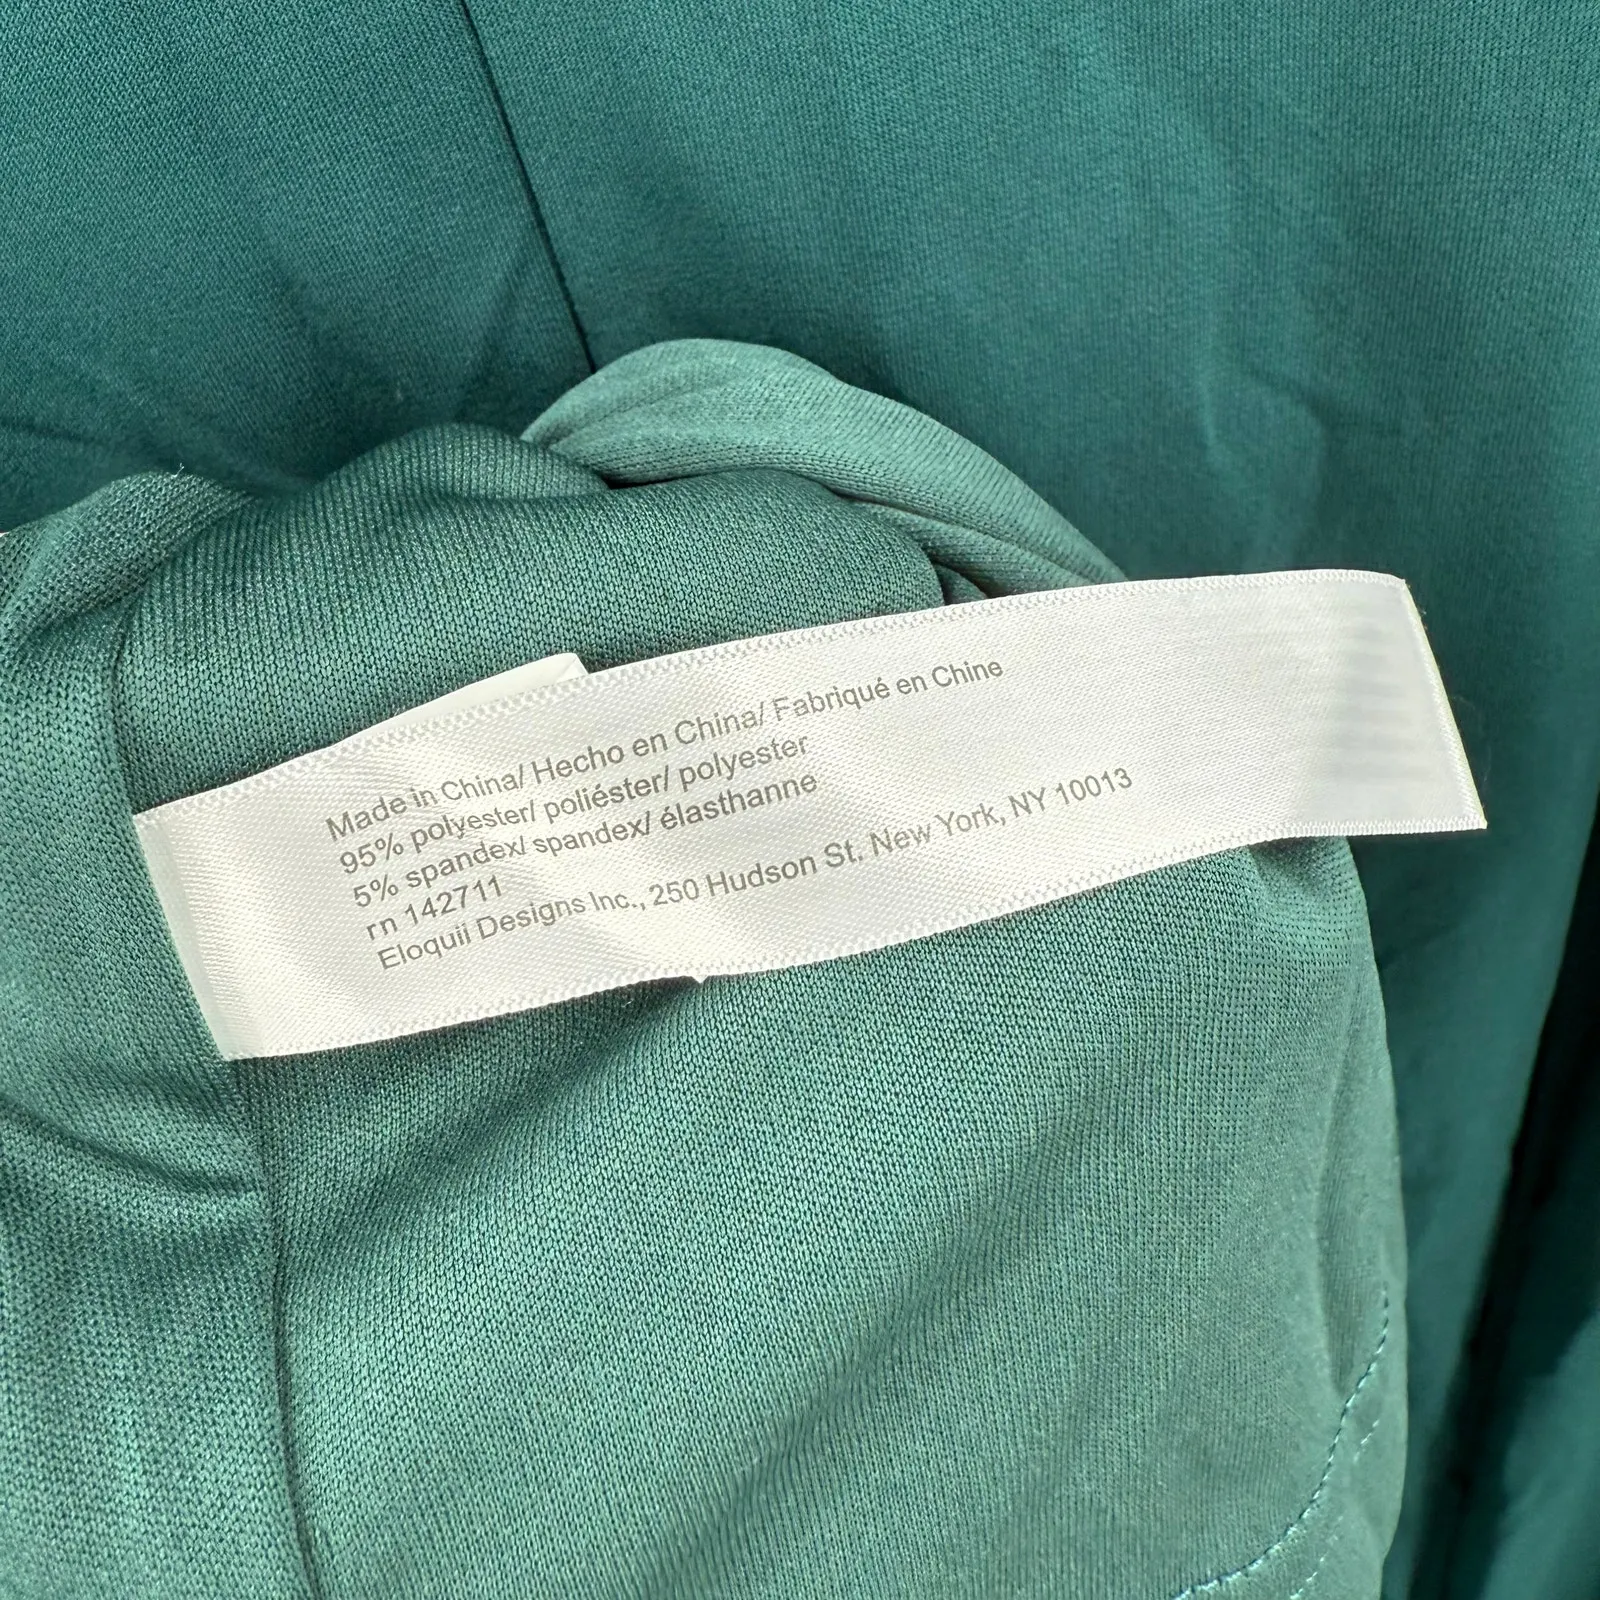 Made in China/ Hecho en China/ Fabriqué en Chine
95% polyester/ poliéster/ polyester
5% spandex/ spandex/ élasthanne
rn 142711
Eloquii Designs Inc., 250 Hudson St. New York, NY 10013